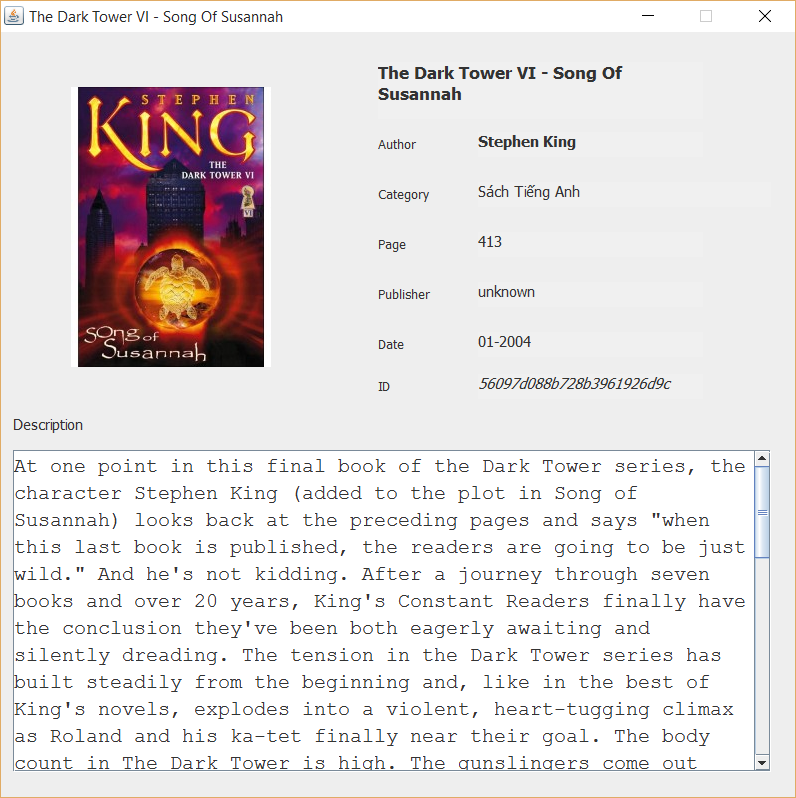 The Dark Tower VI - Song Of Susannah
STEPHEN
KING
THE
DARK TOWER VI
VI
Song of
Susannah
The Dark Tower VI - Song Of
Susannah
Author Stephen King
Category Sách Tiếng Anh
Page 413
Publisher unknown
Date 01-2004
ID 56097d088b728b3961926d9c
Description
At one point in this final book of the Dark Tower series, the
character Stephen King (added to the plot in Song of
Susannah) looks back at the preceding pages and says "when
this last book is published, the readers are going to be just
wild." And he's not kidding. After a journey through seven
books and over 20 years, King's Constant Readers finally have
the conclusion they've been both eagerly awaiting and
silently dreading. The tension in the Dark Tower series has
built steadily from the beginning and, like in the best of
King's novels, explodes into a violent, heart-tugging climax
as Roland and his ka-tet finally near their goal. The body
count in The Dark Tower is high. The gunslingers come out